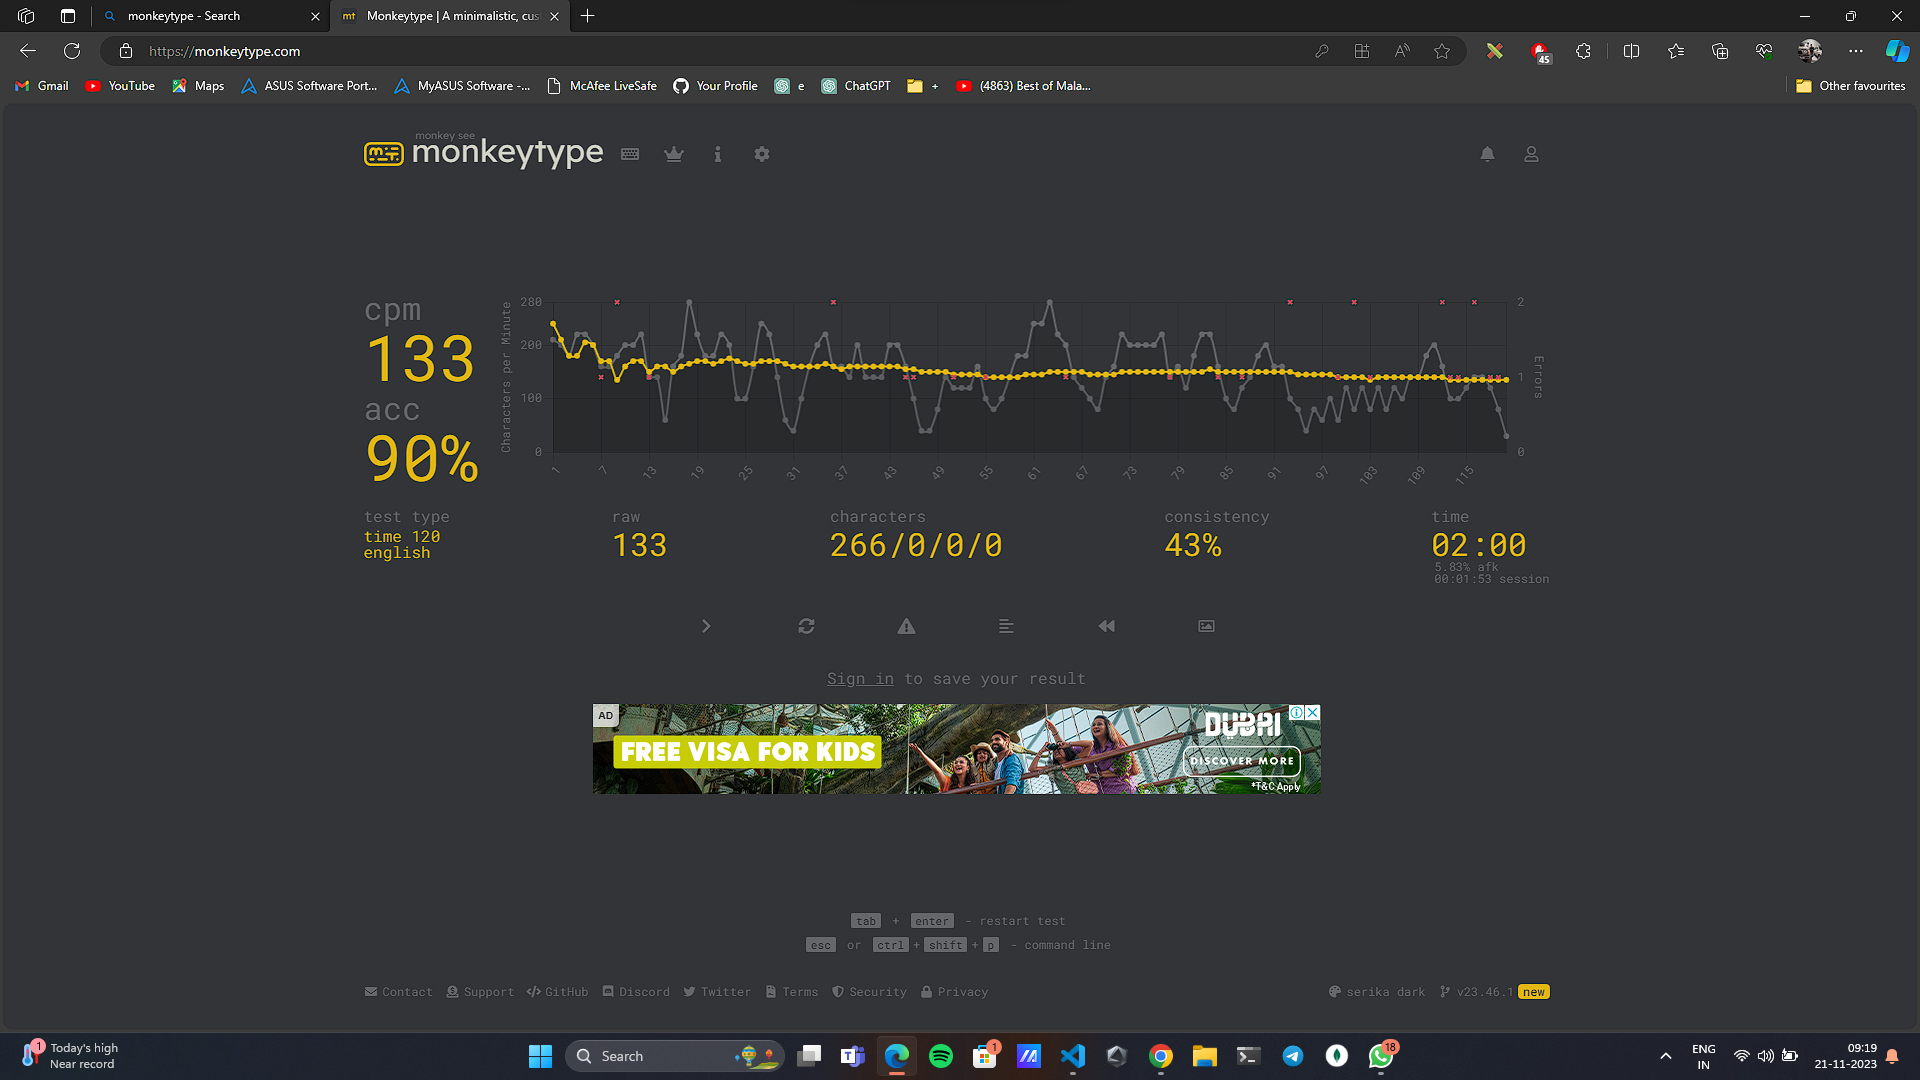 monkeytype - Search
Monkeytype | A minimalistic, cus
https://monkeytype.com
45
Gmail
YouTube
Maps
ASUS Software Port...
MyASUS Software -...
McAfee LiveSafe
Your Profile
e
ChatGPT
+
(4863) Best of Mala...
Other favourites
monkey see
monkeytype
cpm
133
acc
90%
Characters per Minute
280
200
100
0
2
1
0
Errors
1 7 13 19 25 31 37 43 49 55 61 67 73 79 85 91 97 103 109 115
test type
time 120
english
raw
133
characters
266/0/0/0
consistency
43%
time
02:00
5.83% afk
00:01:53 session
Sign in to save your result
AD
FREE VISA FOR KIDS
DUBAI
DISCOVER MORE
*T&C Apply
tab + enter - restart test
esc or ctrl + shift + p - command line
Contact Support GitHub Discord Twitter Terms Security Privacy
serika dark v23.46.1 new
1
Today's high
Near record
Search
1
18
ENG
IN
09:19
21-11-2023